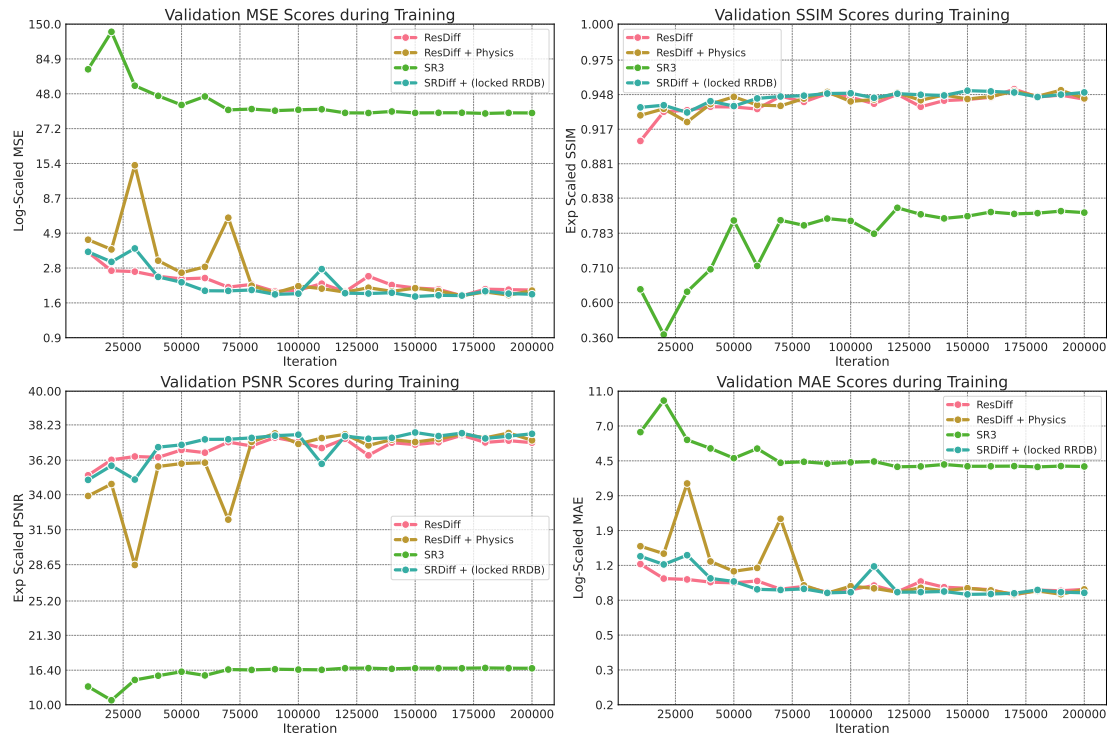 Validation MSE Scores during Training
150.0
84.9
48.0
27.2
15.4
8.7
4.9
2.8
1.6
0.9
Log-Scaled MSE
ResDiff
ResDiff + Physics
SR3
SRDiff + (locked RRDB)
25000 50000 75000 100000 125000 150000 175000 200000
Iteration
Validation SSIM Scores during Training
1.000
0.975
0.948
0.917
0.881
0.838
0.783
0.710
0.600
0.360
Exp Scaled SSIM
ResDiff
ResDiff + Physics
SR3
SRDiff + (locked RRDB)
25000 50000 75000 100000 125000 150000 175000 200000
Iteration
Validation PSNR Scores during Training
40.00
38.23
36.20
34.00
31.50
28.65
25.20
21.30
16.40
10.00
Exp Scaled PSNR
ResDiff
ResDiff + Physics
SR3
SRDiff + (locked RRDB)
25000 50000 75000 100000 125000 150000 175000 200000
Iteration
Validation MAE Scores during Training
11.0
7.0
4.5
2.9
1.9
1.2
0.8
0.5
0.3
0.2
Log-Scaled MAE
ResDiff
ResDiff + Physics
SR3
SRDiff + (locked RRDB)
25000 50000 75000 100000 125000 150000 175000 200000
Iteration